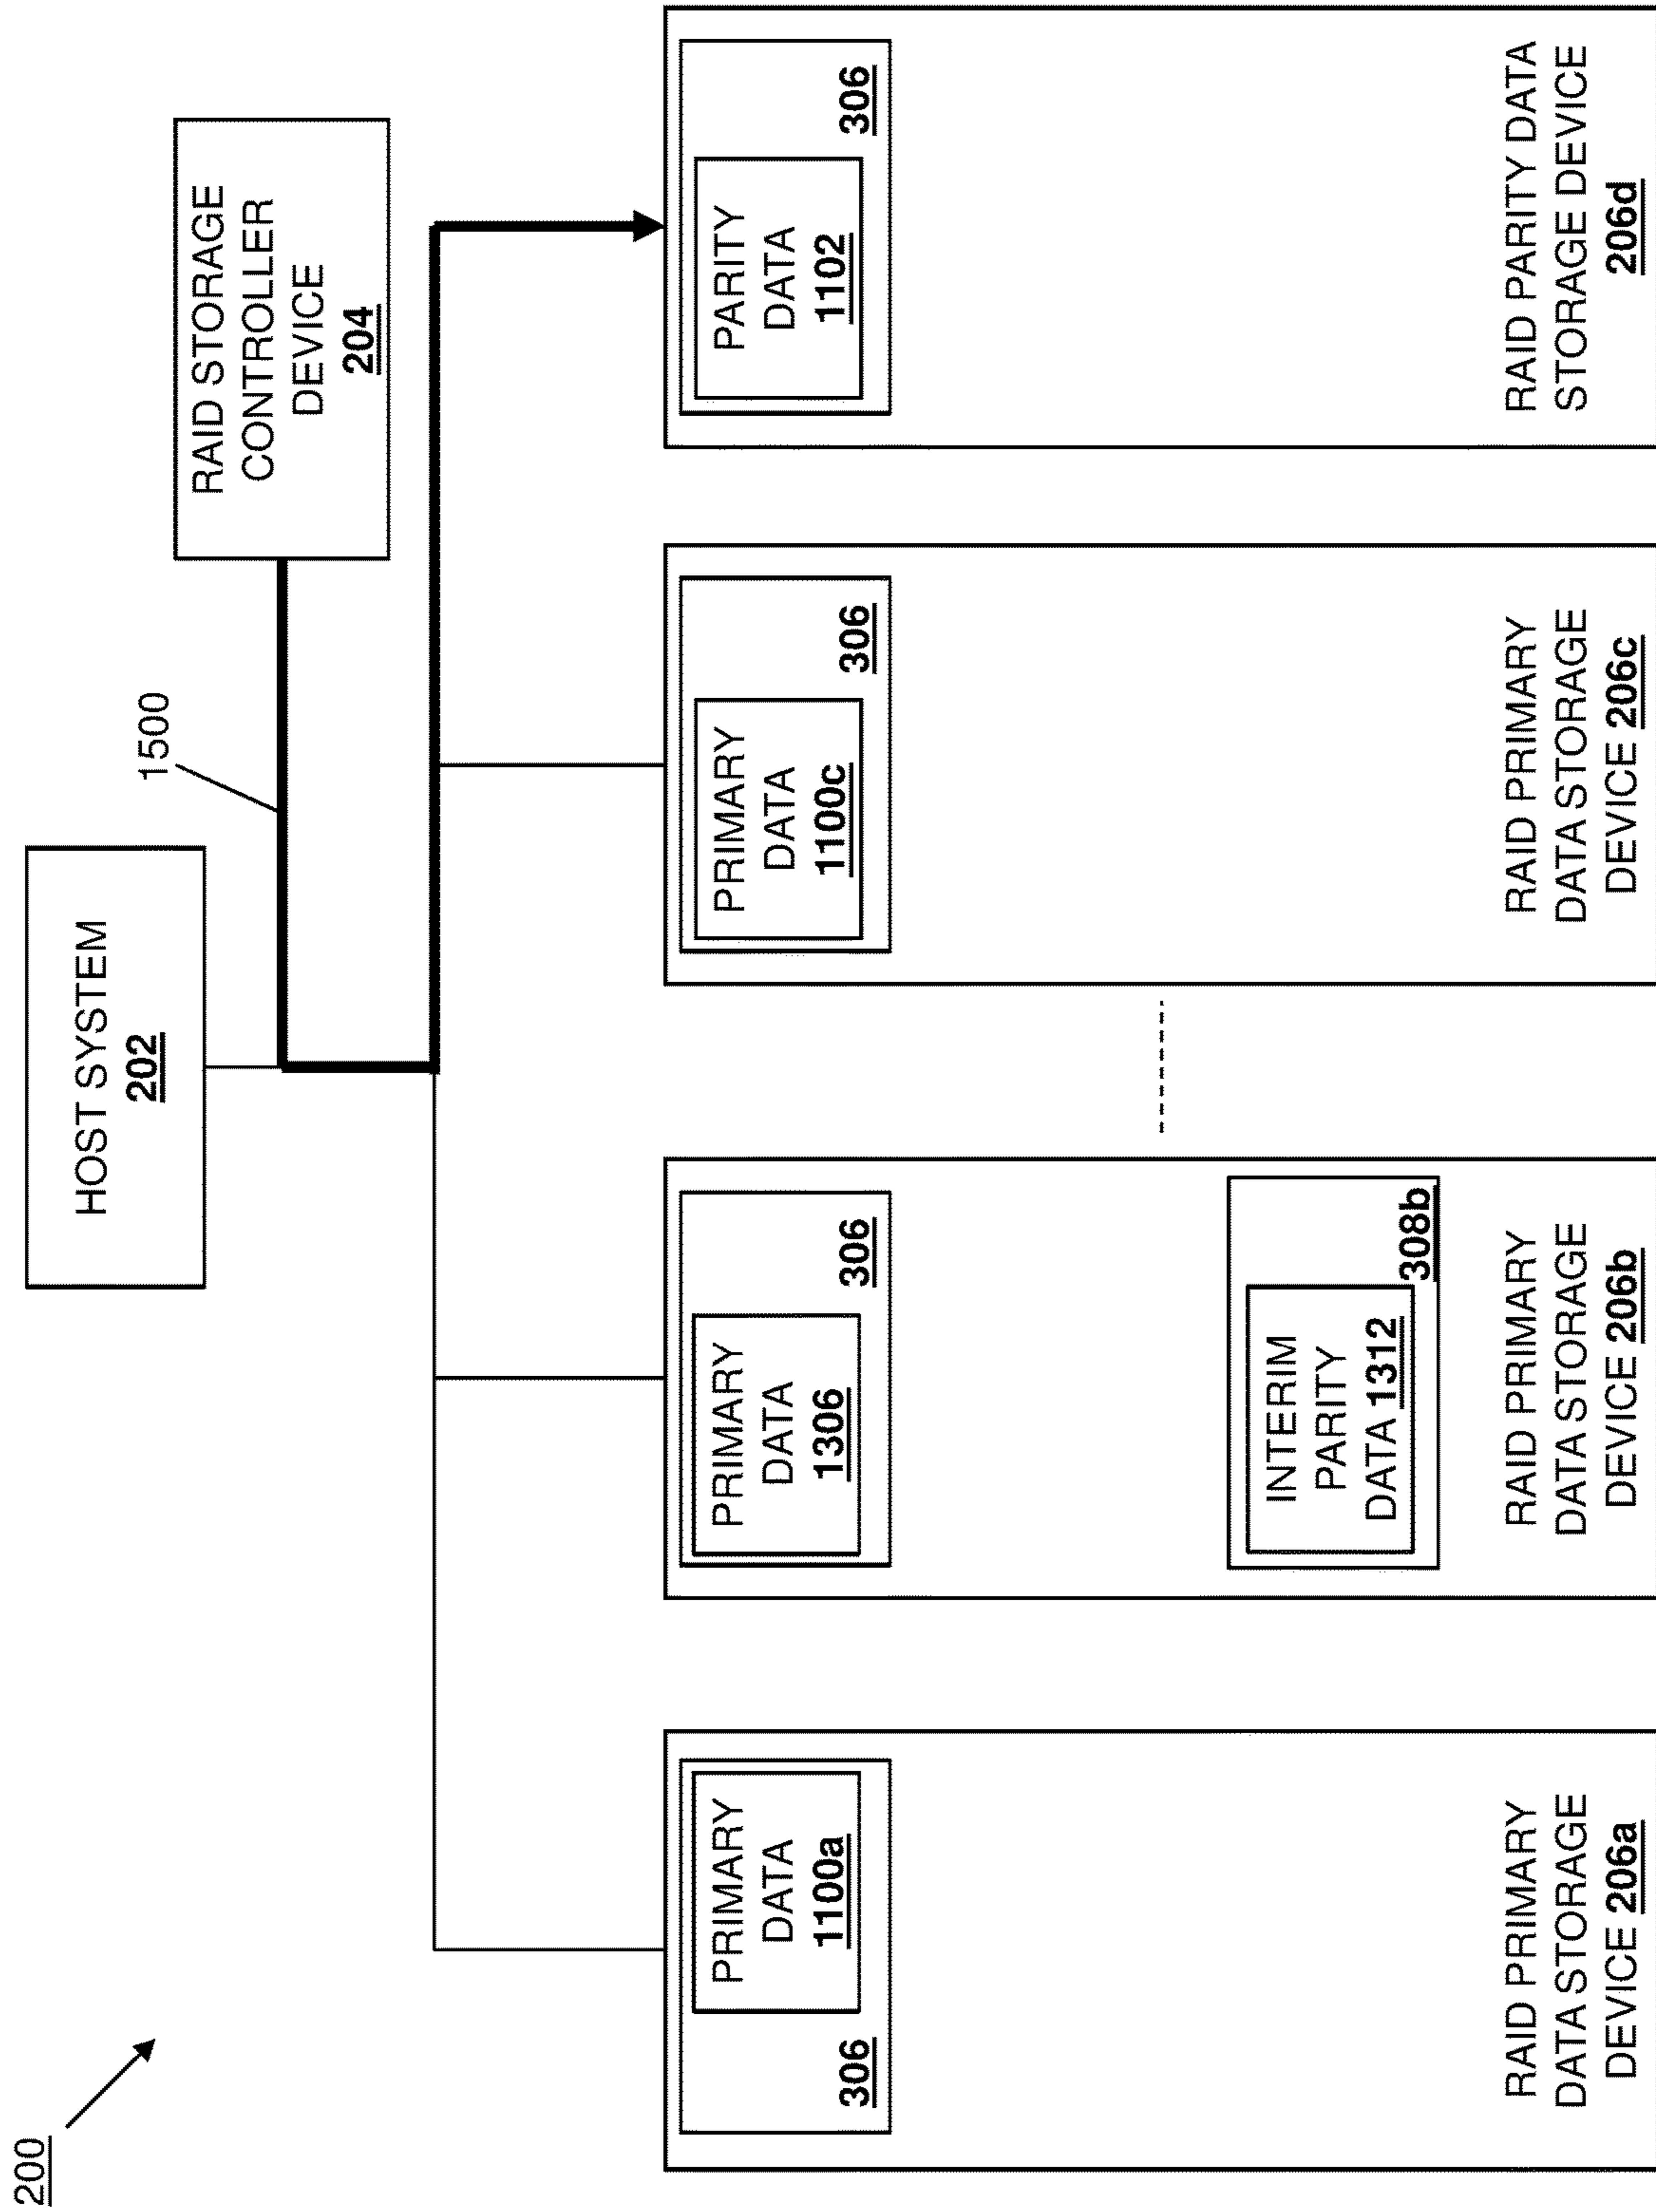 200
HOST SYSTEM
202
1500
RAID STORAGE
CONTROLLER
DEVICE
204
PRIMARY
DATA
1100a
306
RAID PRIMARY
DATA STORAGE
DEVICE 206a
PRIMARY
DATA
1306
306
INTERIM
PARITY
DATA 1312
308b
RAID PRIMARY
DATA STORAGE
DEVICE 206b
PRIMARY
DATA
1100c
306
RAID PRIMARY
DATA STORAGE
DEVICE 206c
PARITY
DATA
1102
306
RAID PARITY DATA
STORAGE DEVICE
206d